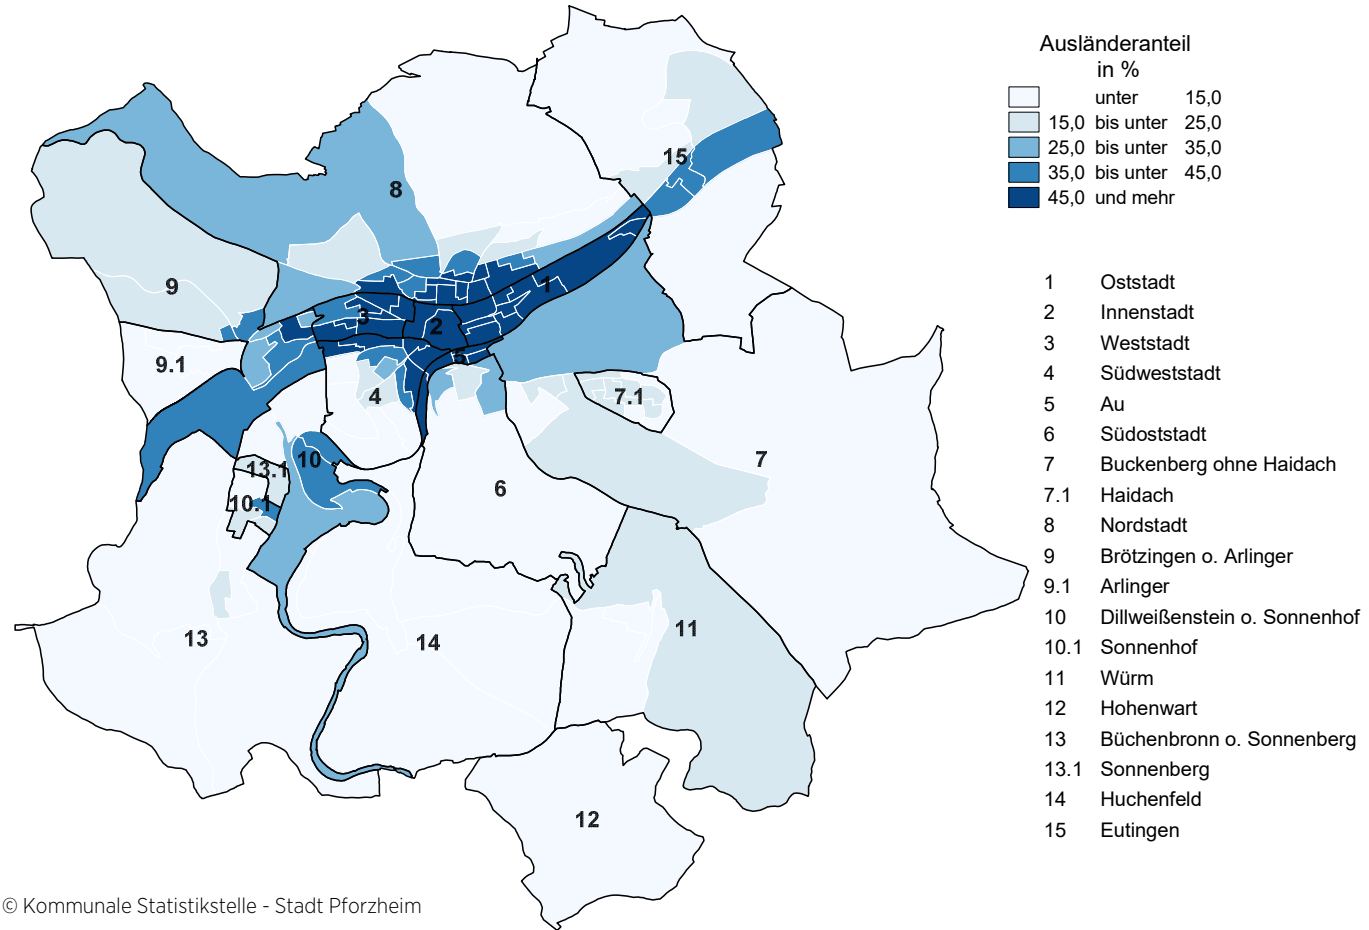 Ausländeranteil
in %
unter 15,0
15,0 bis unter 25,0
25,0 bis unter 35,0
35,0 bis unter 45,0
45,0 und mehr
1 Oststadt
2 Innenstadt
3 Weststadt
4 Südweststadt
5 Au
6 Südoststadt
7 Buckenberg ohne Haidach
7.1 Haidach
8 Nordstadt
9 Brötzingen o. Arlinger
9.1 Arlinger
10 Dillweißenstein o. Sonnenhof
10.1 Sonnenhof
11 Würm
12 Hohenwart
13 Büchenbronn o. Sonnenberg
13.1 Sonnenberg
14 Huchenfeld
15 Eutingen
15
8
9
1
3
2
5
9.1
4
7.1
10
7
13.1
6
10.1
13
14
11
12
© Kommunale Statistikstelle - Stadt Pforzheim